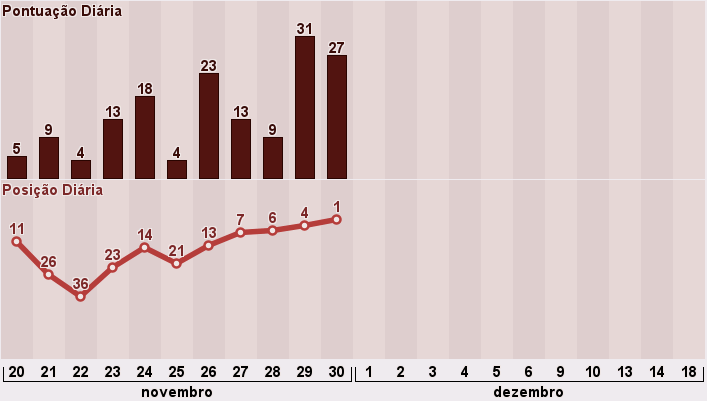 Pontuação Diária
5 9 4 13 18 4 23 13 9 31 27
Posição Diária
11 26 36 23 14 21 13 7 6 4 1
20 21 22 23 24 25 26 27 28 29 30 1 2 3 4 5 6 9 10 13 14 18
novembro dezembro